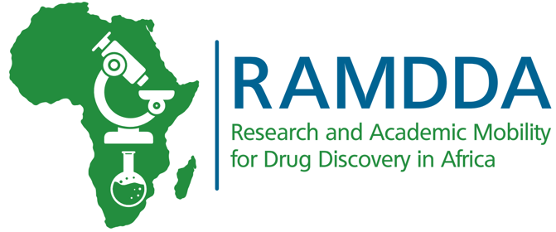 RAMDDA
Research and Academic Mobility
for Drug Discovery in Africa